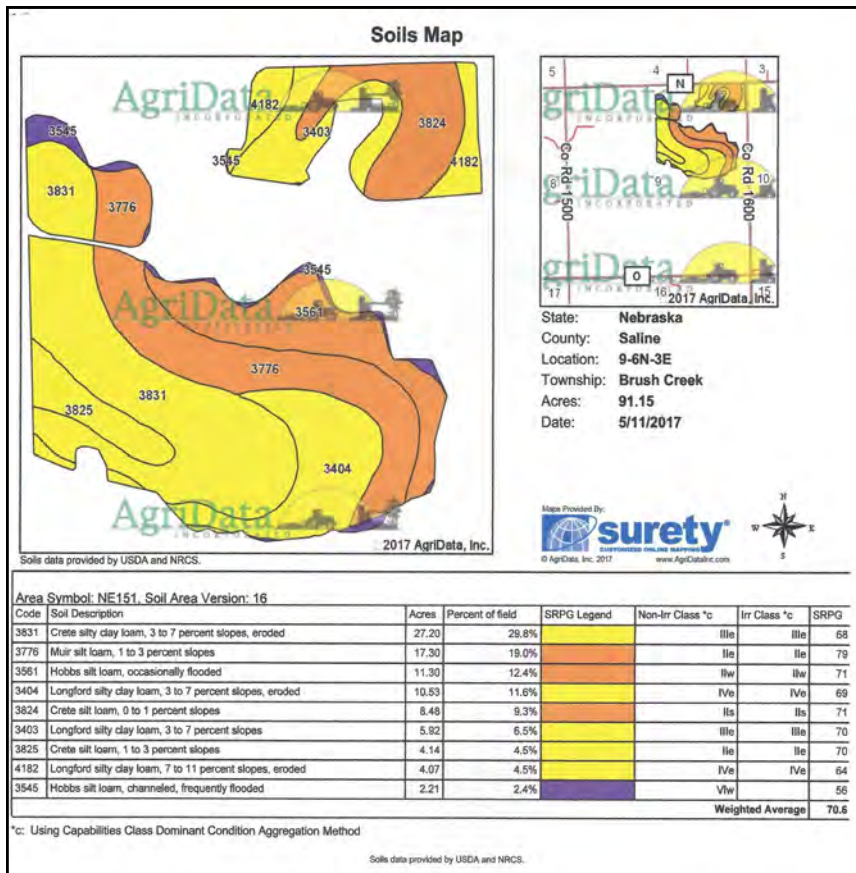 Soils Map
AgriData
INCORPORATED
4182
3403
3824
3545
4182
3545
3831
3776
3545
3561
AgriData
3776
3831
3825
3404
AgriData
INCORPORATED
2017 AgriData, Inc.
Soils data provided by USDA and NRCS.
5
4
3
N
griData
Co Rd 1500
Co Rd 1600
8
9
10
griData
INCORPORATED
griData
O
17
16
15
2017 AgriData, Inc.
State: Nebraska
County: Saline
Location: 9-6N-3E
Township: Brush Creek
Acres: 91.15
Date: 5/11/2017
Maps Provided By:
surety®
CUSTOMIZED ONLINE MAPPING
© AgriData, Inc. 2017 www.AgriDataInc.com
N
W E
S
Area Symbol: NE151, Soil Area Version: 16
Code Soil Description Acres Percent of field SRPG Legend Non-Irr Class *c Irr Class *c SRPG
3831 Crete silty clay loam, 3 to 7 percent slopes, eroded 27.20 29.8% IIIe IIIe 68
3776 Muir silt loam, 1 to 3 percent slopes 17.30 19.0% IIe IIe 79
3561 Hobbs silt loam, occasionally flooded 11.30 12.4% IIw IIw 71
3404 Longford silty clay loam, 3 to 7 percent slopes, eroded 10.53 11.6% IVe IVe 69
3824 Crete silt loam, 0 to 1 percent slopes 8.48 9.3% IIs IIs 71
3403 Longford silty clay loam, 3 to 7 percent slopes 5.92 6.5% IIIe IIIe 70
3825 Crete silt loam, 1 to 3 percent slopes 4.14 4.5% IIe IIe 70
4182 Longford silty clay loam, 7 to 11 percent slopes, eroded 4.07 4.5% IVe IVe 64
3545 Hobbs silt loam, channeled, frequently flooded 2.21 2.4% VIw 56
Weighted Average 70.6
*c: Using Capabilities Class Dominant Condition Aggregation Method
Soils data provided by USDA and NRCS.